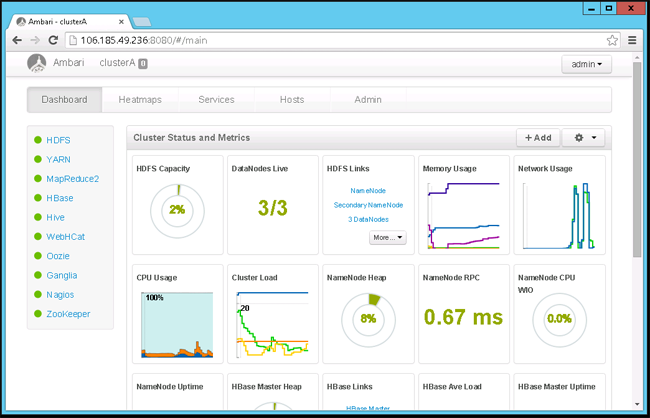 Ambari - clusterA
106.185.49.236:8080/#/main
Ambari clusterA 0 admin
Dashboard Heatmaps Services Hosts Admin
Cluster Status and Metrics + Add
HDFS
YARN
MapReduce2
HBase
Hive
WebHCat
Oozie
Ganglia
Nagios
ZooKeeper
HDFS Capacity
2%
DataNodes Live
3/3
HDFS Links
NameNode
Secondary NameNode
3 DataNodes
More...
Memory Usage
Network Usage
CPU Usage
100%
Cluster Load
20
NameNode Heap
8%
NameNode RPC
0.67 ms
NameNode CPU
WIO
0.0%
NameNode Uptime
HBase Master Heap
HBase Links
HBase Master
HBase Ave Load
HBase Master Uptime